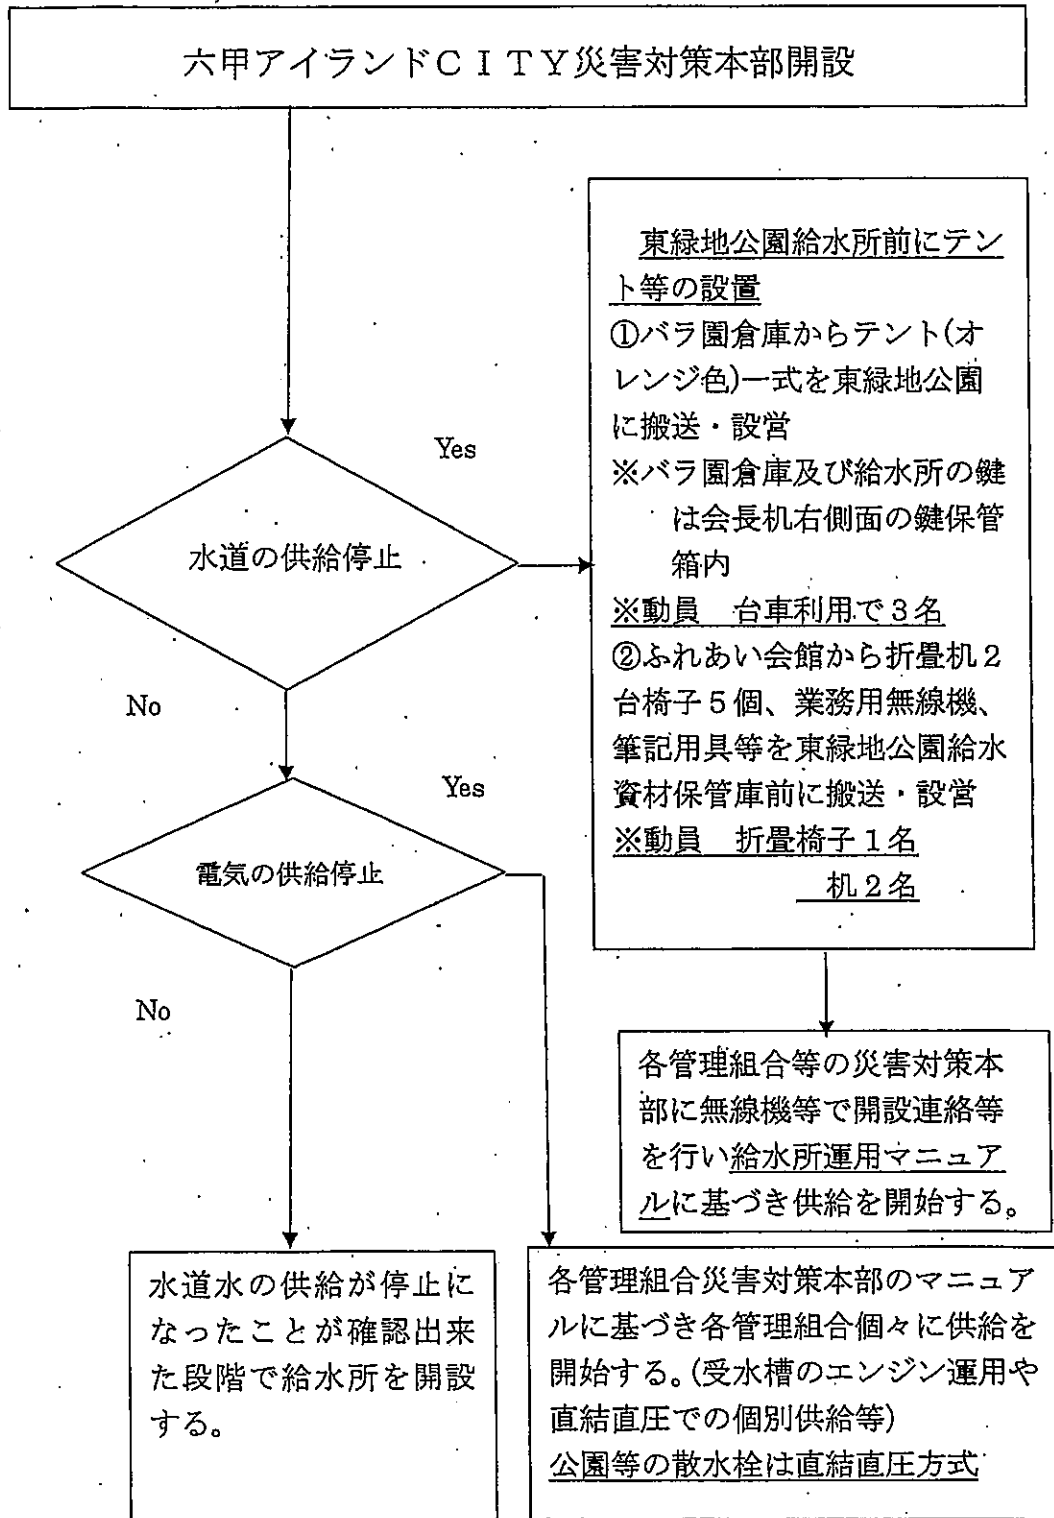 六甲アイランドCITY災害対策本部開設
東緑地公園給水所前にテン
ト等の設置
①バラ園倉庫からテント(オ
レンジ色)一式を東緑地公園
に搬送・設営
※バラ園倉庫及び給水所の鍵
は会長机右側面の鍵保管
箱内
※動員 台車利用で3名
②ふれあい会館から折畳机2
台椅子5個、業務用無線機、
筆記用具等を東緑地公園給水
資材保管庫前に搬送・設営
※動員 折畳椅子1名
机2名
Yes
水道の供給停止
No
Yes
電気の供給停止
No
各管理組合等の災害対策本
部に無線機等で開設連絡等
を行い給水所運用マニュア
ルに基づき供給を開始する。
水道水の供給が停止に
なったことが確認出来
た段階で給水所を開設
する。
各管理組合災害対策本部のマニュア
ルに基づき各管理組合個々に供給を
開始する。(受水槽のエンジン運用や
直結直圧での個別供給等)
公園等の散水栓は直結直圧方式